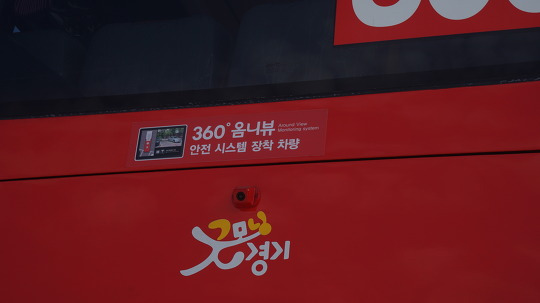 360°옴니뷰
Around View
Monitoring System
안전 시스템 장착 차량
굿모닝
경기